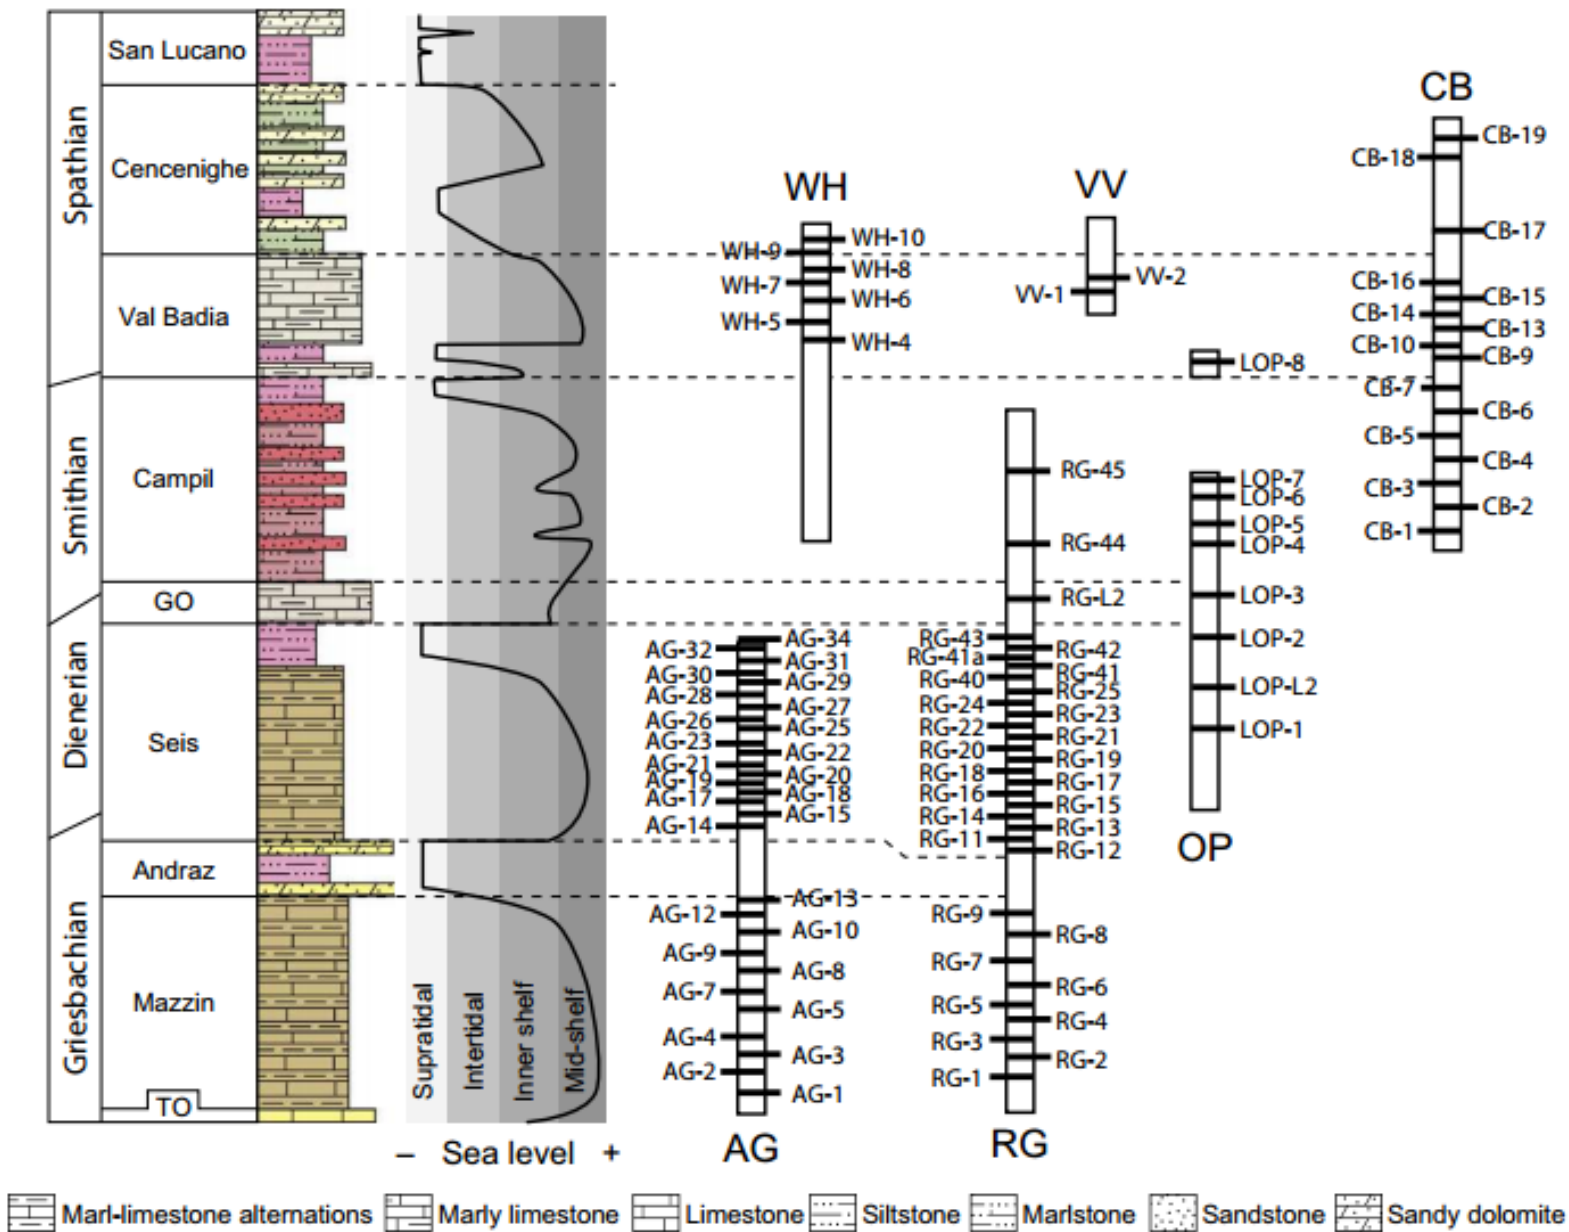 San Lucano
Cencenighe
Val Badia
Campil
GO
Seis
Andraz
Mazzin
TO
Spathian
Smithian
Dienerian
Griesbachian
Supratidal
Intertidal
Inner shelf
Mid-shelf
– Sea level +
WH
WH-10
WH-9
WH-8
WH-7
WH-6
WH-5
WH-4
VV
VV-2
VV-1
CB
CB-19
CB-18
CB-17
CB-16
CB-15
CB-14
CB-13
CB-10
CB-9
CB-7
CB-6
CB-5
CB-4
CB-3
CB-2
CB-1
LOP-8
LOP-7
LOP-6
LOP-5
LOP-4
LOP-3
LOP-2
LOP-L2
LOP-1
OP
RG-45
RG-44
RG-L2
RG-43
RG-42
RG-41a
RG-41
RG-40
RG-25
RG-24
RG-23
RG-22
RG-21
RG-20
RG-19
RG-18
RG-17
RG-16
RG-15
RG-14
RG-13
RG-11
RG-12
RG-9
RG-8
RG-7
RG-6
RG-5
RG-4
RG-3
RG-2
RG-1
RG
AG-34
AG-32
AG-31
AG-30
AG-29
AG-28
AG-27
AG-26
AG-25
AG-23
AG-22
AG-21
AG-20
AG-19
AG-18
AG-17
AG-15
AG-14
AG-13
AG-12
AG-10
AG-9
AG-8
AG-7
AG-5
AG-4
AG-3
AG-2
AG-1
AG
Marl-limestone alternations
Marly limestone
Limestone
Siltstone
Marlstone
Sandstone
Sandy dolomite